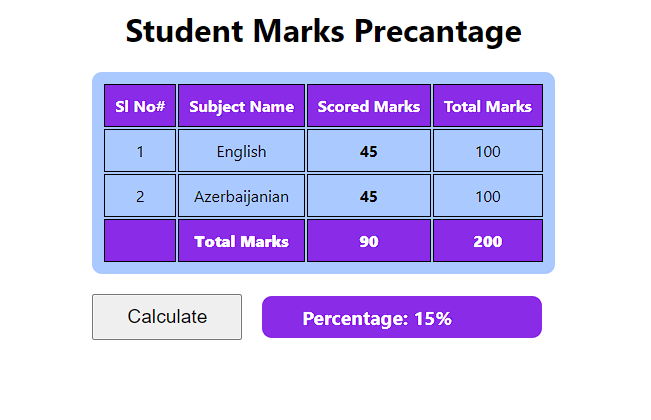 Student Marks Precantage
Sl No# Subject Name Scored Marks Total Marks
1 English 45 100
2 Azerbaijanian 45 100
Total Marks 90 200
Calculate Percentage: 15%